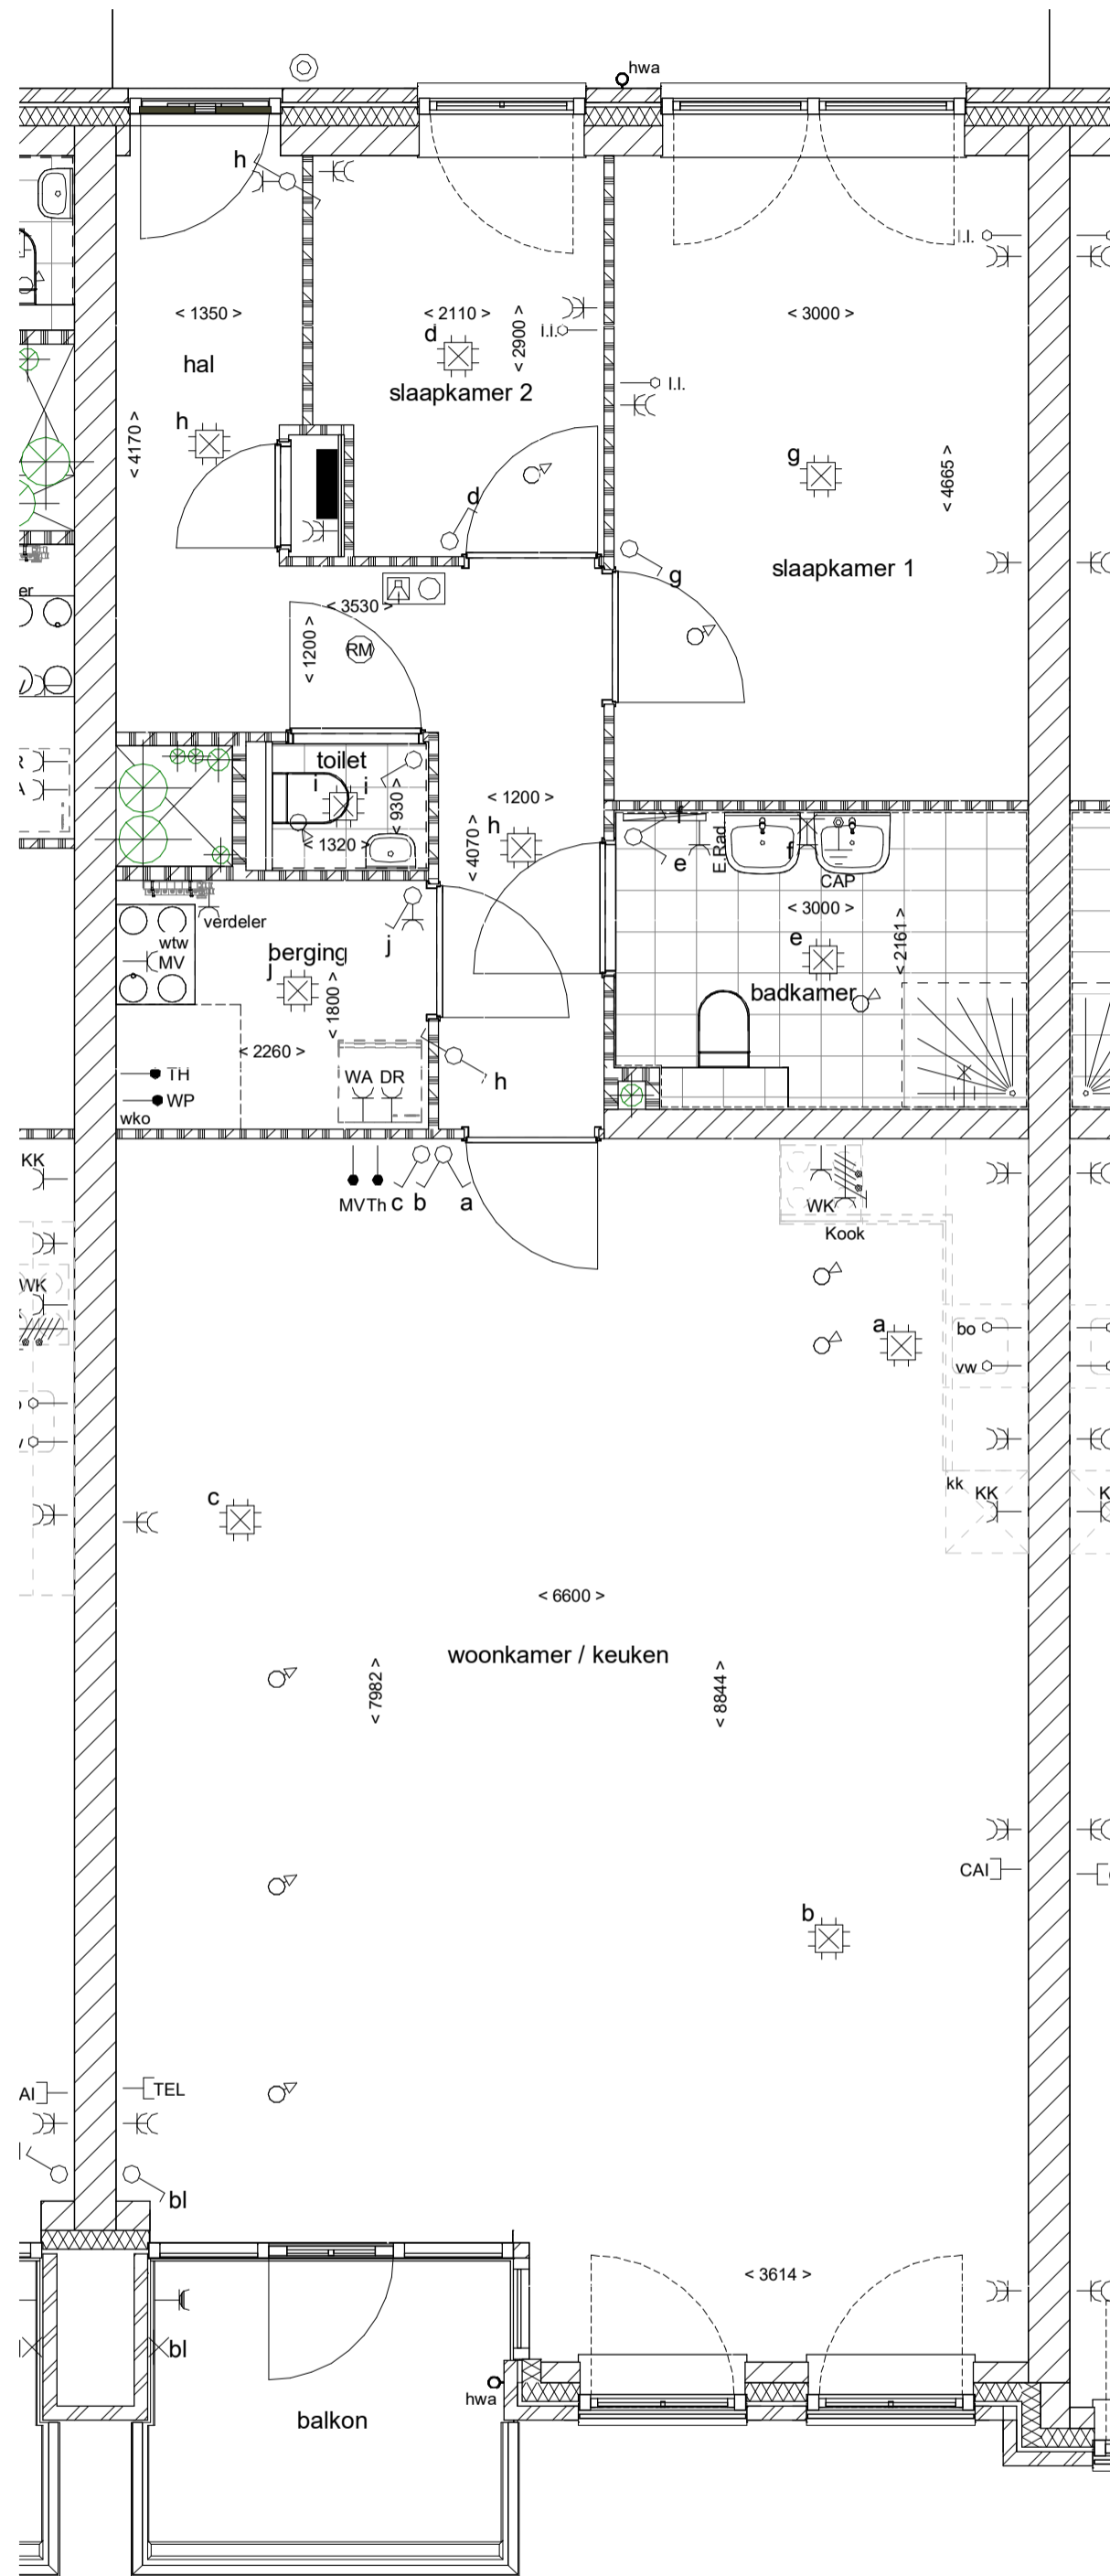 hwa
h
l.l.
< 1350 >
< 2110 >
< 2900 >
< 3000 >
d
l.l.
hal
slaapkamer 2
l.l.
h
< 4170 >
g
< 4665 >
d
slaapkamer 1
g
er
< 3530 >
< 1200 >
RM
toilet
i
i
< 930 >
< 1320 >
< 1200 >
h
< 4070 >
f
e
E.Rad.
f
CAP
< 3000 >
R
A
verdeler
wtw
MV
berging
j
j
< 1800 >
e
< 2161 >
badkamer
< 2260 >
TH
WP
wko
WA
DR
h
KK
MV
Th
c
b
a
WK
Kook
WK
a
bo
vw
kk
KK
K
c
< 6600 >
woonkamer / keuken
< 7982 >
< 8844 >
CAI
b
AI
TEL
bl
< 3614 >
bl
hwa
balkon